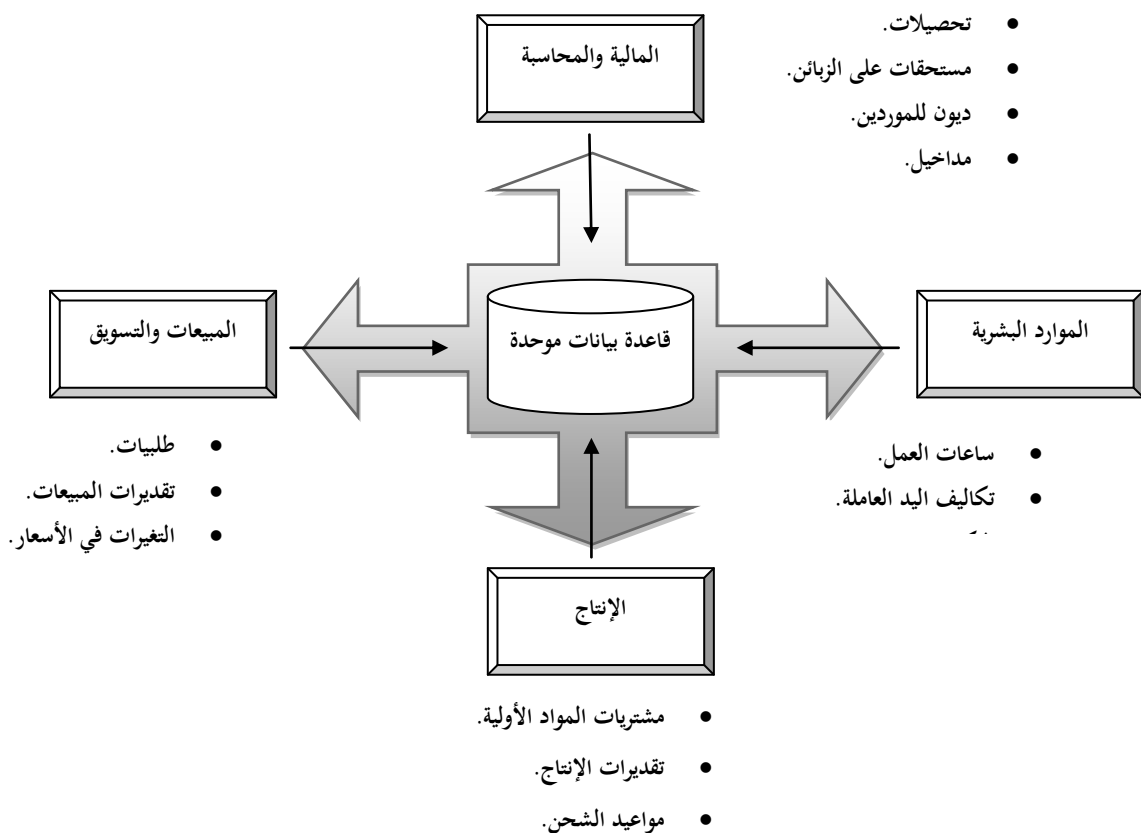 المالية والمحاسبة
• تحصيلات.
• مستحقات على الزبائن.
• ديون للموردين.
• مداخيل.
الموارد البشرية
قاعدة بيانات موحدة
المبيعات والتسويق
• ساعات العمل.
• تكاليف اليد العاملة.
• طلبيات.
• تقديرات المبيعات.
• التغيرات في الأسعار.
الإنتاج
• مشتريات المواد الأولية.
• تقديرات الإنتاج.
• مواعيد الشحن.